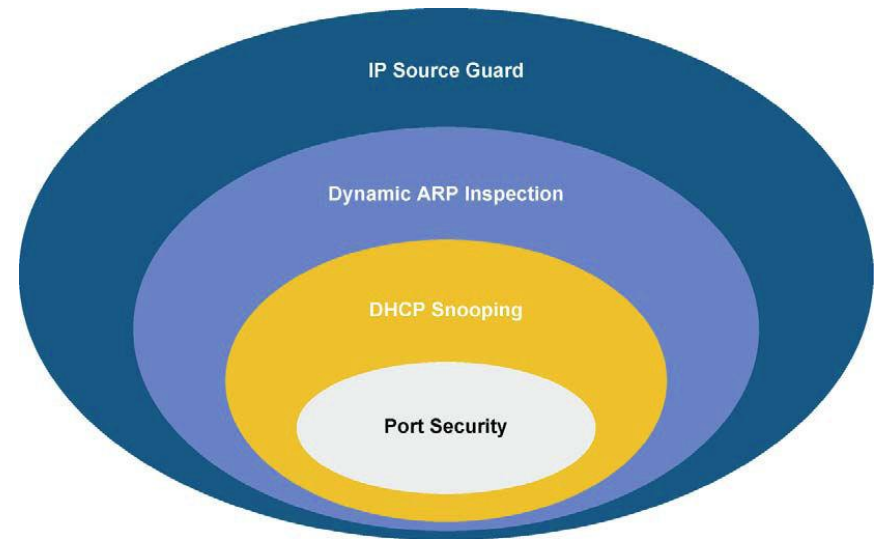 IP Source Guard
Dynamic ARP Inspection
DHCP Snooping
Port Security